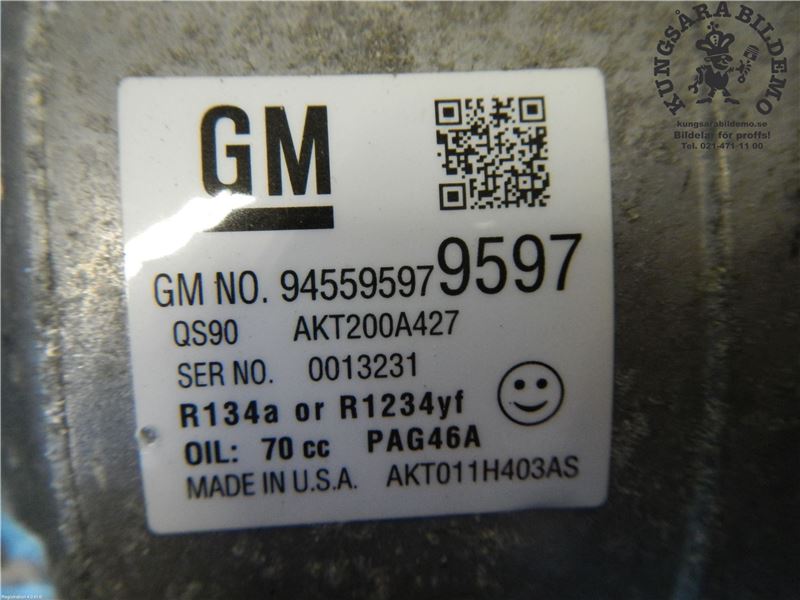 KUNGSÅRA BILDEMO
kungsarabildemo.se
Bildelar för proffs!
Tel. 021-471 11 00
GM
GM NO. 94559597 9597
QS90 AKT200A427
SER NO. 0013231
R134a or R1234yf
OIL: 70 cc PAG46A
MADE IN U.S.A. AKT011H403AS